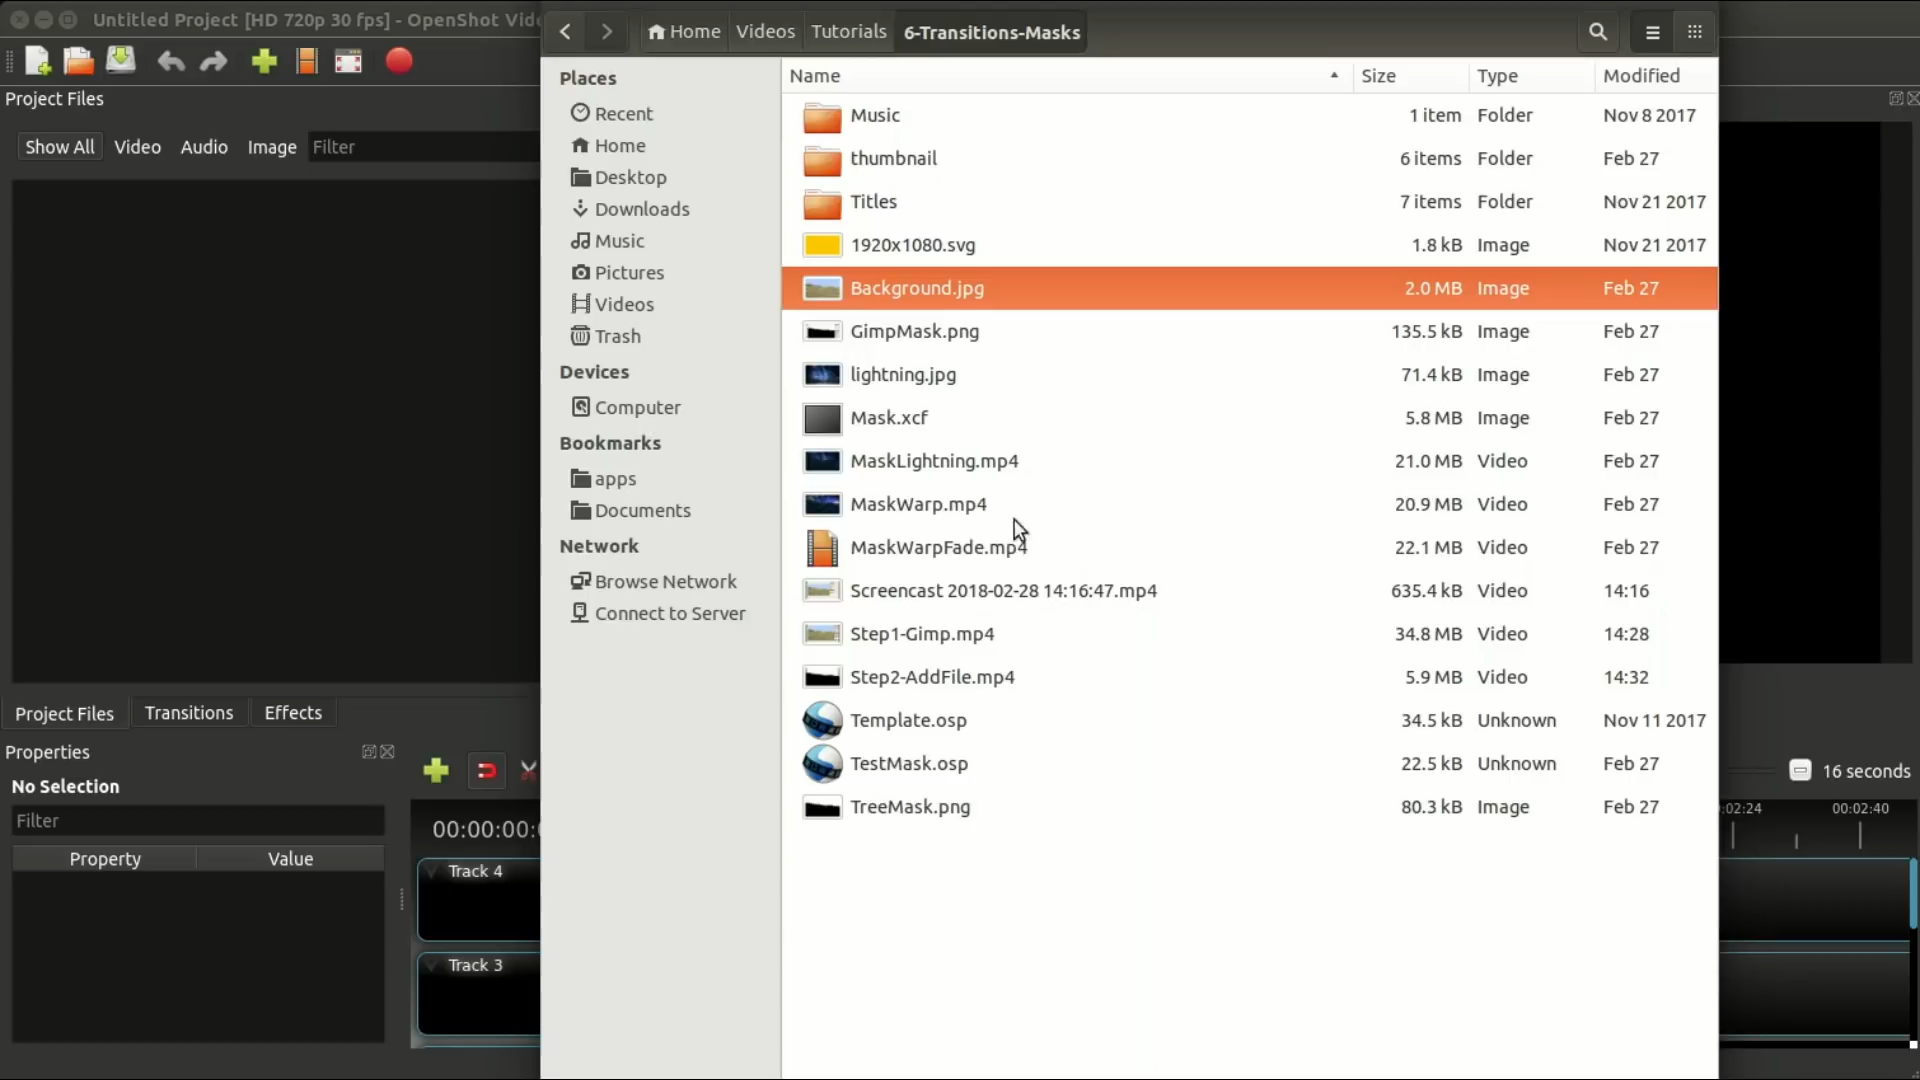 Untitled Project [HD 720p 30 fps] - OpenShot Vid
Project Files
Show All Video Audio Image Filter
Project Files Transitions Effects
Properties
No Selection
Filter
Property Value
00:00:00:
Track 4
Track 3
Home Videos Tutorials 6-Transitions-Masks
Places
Recent
Home
Desktop
Downloads
Music
Pictures
Videos
Trash
Devices
Computer
Bookmarks
apps
Documents
Network
Browse Network
Connect to Server
Name Size Type Modified
Music 1 item Folder Nov 8 2017
thumbnail 6 items Folder Feb 27
Titles 7 items Folder Nov 21 2017
1920x1080.svg 1.8 kB Image Nov 21 2017
Background.jpg 2.0 MB Image Feb 27
GimpMask.png 135.5 kB Image Feb 27
lightning.jpg 71.4 kB Image Feb 27
Mask.xcf 5.8 MB Image Feb 27
MaskLightning.mp4 21.0 MB Video Feb 27
MaskWarp.mp4 20.9 MB Video Feb 27
MaskWarpFade.mp4 22.1 MB Video Feb 27
Screencast 2018-02-28 14:16:47.mp4 635.4 kB Video 14:16
Step1-Gimp.mp4 34.8 MB Video 14:28
Step2-AddFile.mp4 5.9 MB Video 14:32
Template.osp 34.5 kB Unknown Nov 11 2017
TestMask.osp 22.5 kB Unknown Feb 27
TreeMask.png 80.3 kB Image Feb 27
16 seconds
:02:24 00:02:40